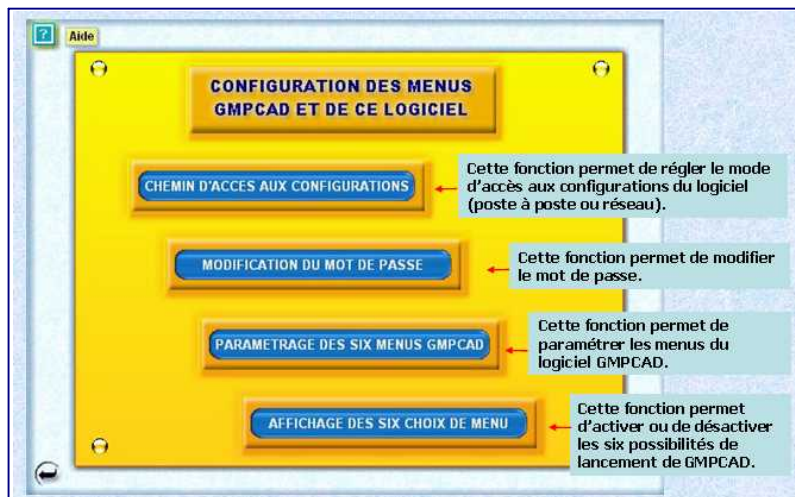 ? Aide
CONFIGURATION DES MENUS
GMPCAD ET DE CE LOGICIEL
CHEMIN D'ACCES AUX CONFIGURATIONS
Cette fonction permet de régler le mode
d'accès aux configurations du logiciel
(poste à poste ou réseau).
MODIFICATION DU MOT DE PASSE
Cette fonction permet de modifier
le mot de passe.
PARAMETRAGE DES SIX MENUS GMPCAD
Cette fonction permet de
paramétrer les menus du
logiciel GMPCAD.
AFFICHAGE DES SIX CHOIX DE MENU
Cette fonction permet
d'activer ou de désactiver
les six possibilités de
lancement de GMPCAD.